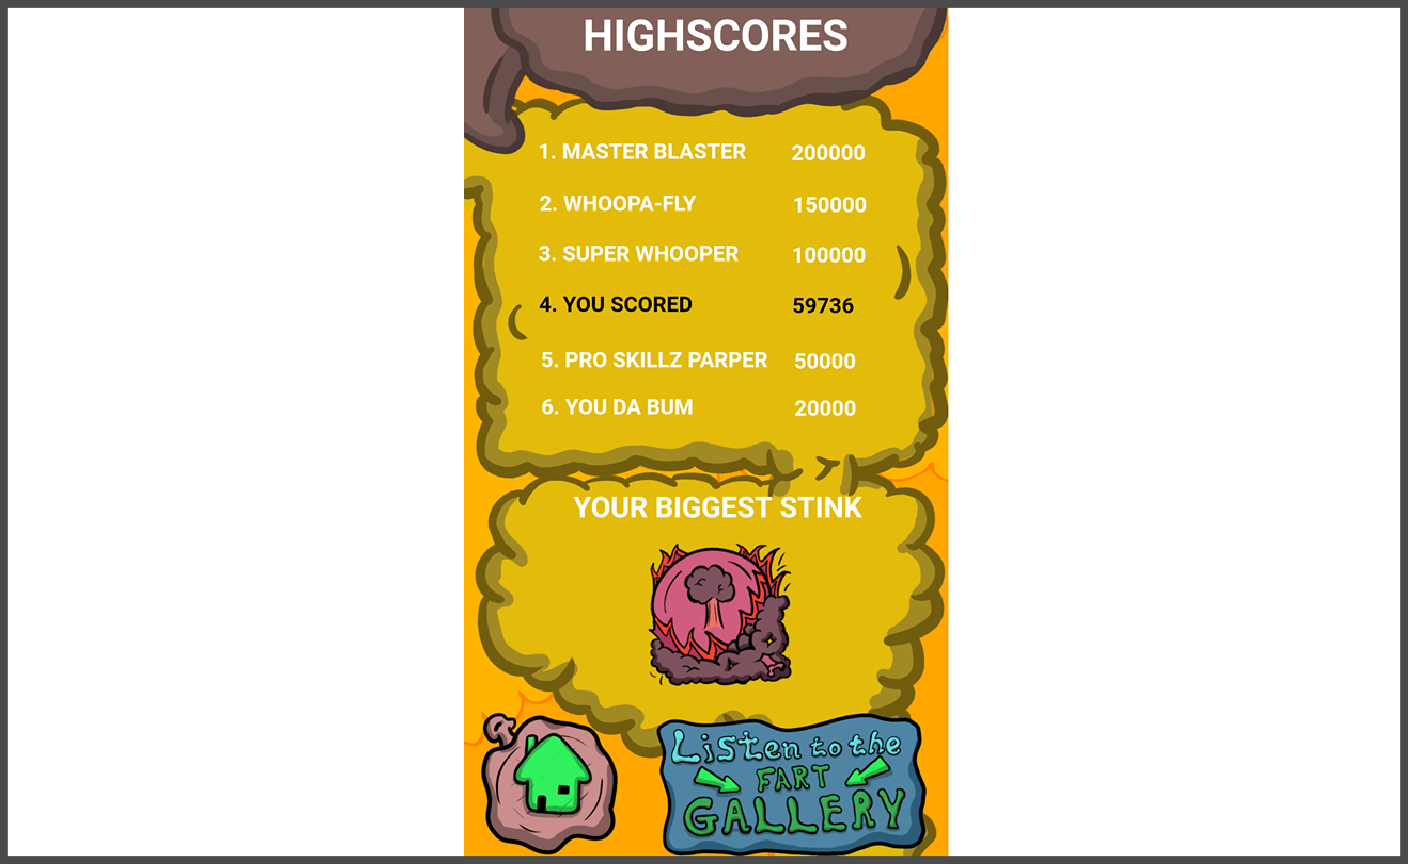 HIGHSCORES
1. MASTER BLASTER 200000
2. WHOOPA-FLY 150000
3. SUPER WHOOPER 100000
4. YOU SCORED 59736
5. PRO SKILLZ PARPER 50000
6. YOU DA BUM 20000
YOUR BIGGEST STINK
Listen to the
FART
GALLERY